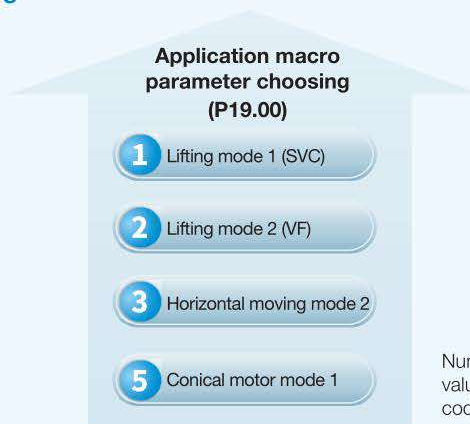 Application macro
parameter choosing
(P19.00)
1 Lifting mode 1 (SVC)
2 Lifting mode 2 (VF)
3 Horizontal moving mode 2
5 Conical motor mode 1